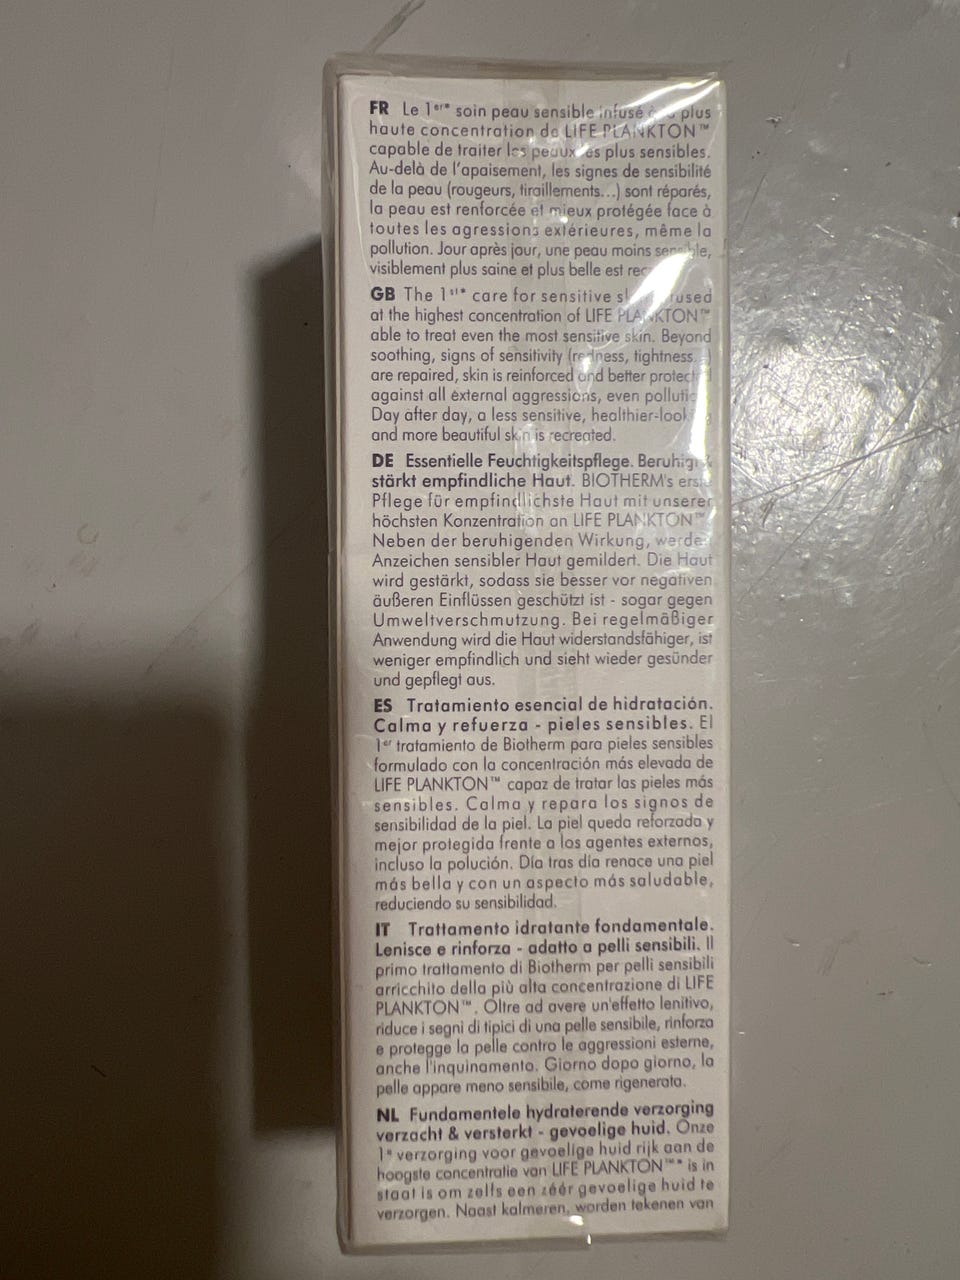 FR Le 1er* soin peau sensible infusé à plus
haute concentration de LIFE PLANKTON™
capable de traiter les peaux les plus sensibles.
Au-delà de l'apaisement, les signes de sensibilité
de la peau (rougeurs, tiraillements...) sont réparés,
la peau est renforcée et mieux protégée face à
toutes les agressions extérieures, même la
pollution. Jour après jour, une peau moins sensible,
visiblement plus saine et plus belle est
GB The 1st* care for sensitive
at the highest concentration of LIFE PLANKTON™
able to treat even the most sensitive skin. Beyond
soothing, signs of sensitivity (redness, tightness...)
are repaired, skin is reinforced and better protected
against all external aggressions, even
Day after day, a less sensitive, healthier-looking
and more beautiful skin is recreated.
DE Essentielle Feuchtigkeitspflege. Beruhigt &
stärkt empfindliche Haut. BIOTHERM's erste
Pflege für empfindlichste Haut mit unserer
höchsten Konzentration an LIFE PLANKTON™
Neben der beruhigenden Wirkung, werden
Anzeichen sensibler Haut gemildert. Die Haut
wird gestärkt, sodass sie besser vor negativen
äußeren Einflüssen geschützt ist - sogar gegen
Umweltverschmutzung. Bei regelmäßiger
Anwendung wird die Haut widerstandsfähiger, ist
weniger empfindlich und sieht wieder gesünder
und gepflegt aus.
ES Tratamiento esencial de hidratación.
Calma y refuerza - pieles sensibles. El
1er tratamiento de Biotherm para pieles sensibles
formulado con la concentración más elevada de
LIFE PLANKTON™ capaz de tratar las pieles más
sensibles. Calma y repara los signos de
sensibilidad de la piel. La piel queda reforzada y
mejor protegida frente a los agentes externos,
incluso la polución. Día tras día renace una piel
más bella y con un aspecto más saludable,
reduciendo su sensibilidad.
IT Trattamento idratante fondamentale.
Lenisce e rinforza - adatto a pelli sensibili. Il
primo trattamento di Biotherm per pelli sensibili
arricchito della più alta concentrazione di LIFE
PLANKTON™. Oltre ad avere un'effetto lenitivo,
riduce i segni di tipici di una pelle sensibile, rinforza
e protegge la pelle contro le aggressioni esterne,
anche l'inquinamento. Giorno dopo giorno, la
pelle appare meno sensibile, come rigenerata.
NL Fundamentele hydraterende verzorging
verzacht & versterkt - gevoelige huid. Onze
1e verzorging voor gevoelige huid rijk aan de
hoogste concentratie van LIFE PLANKTON™* is in
staat is om zelfs een zéér gevoelige huid te
verzorgen. Naast kalmeren, worden tekenen van